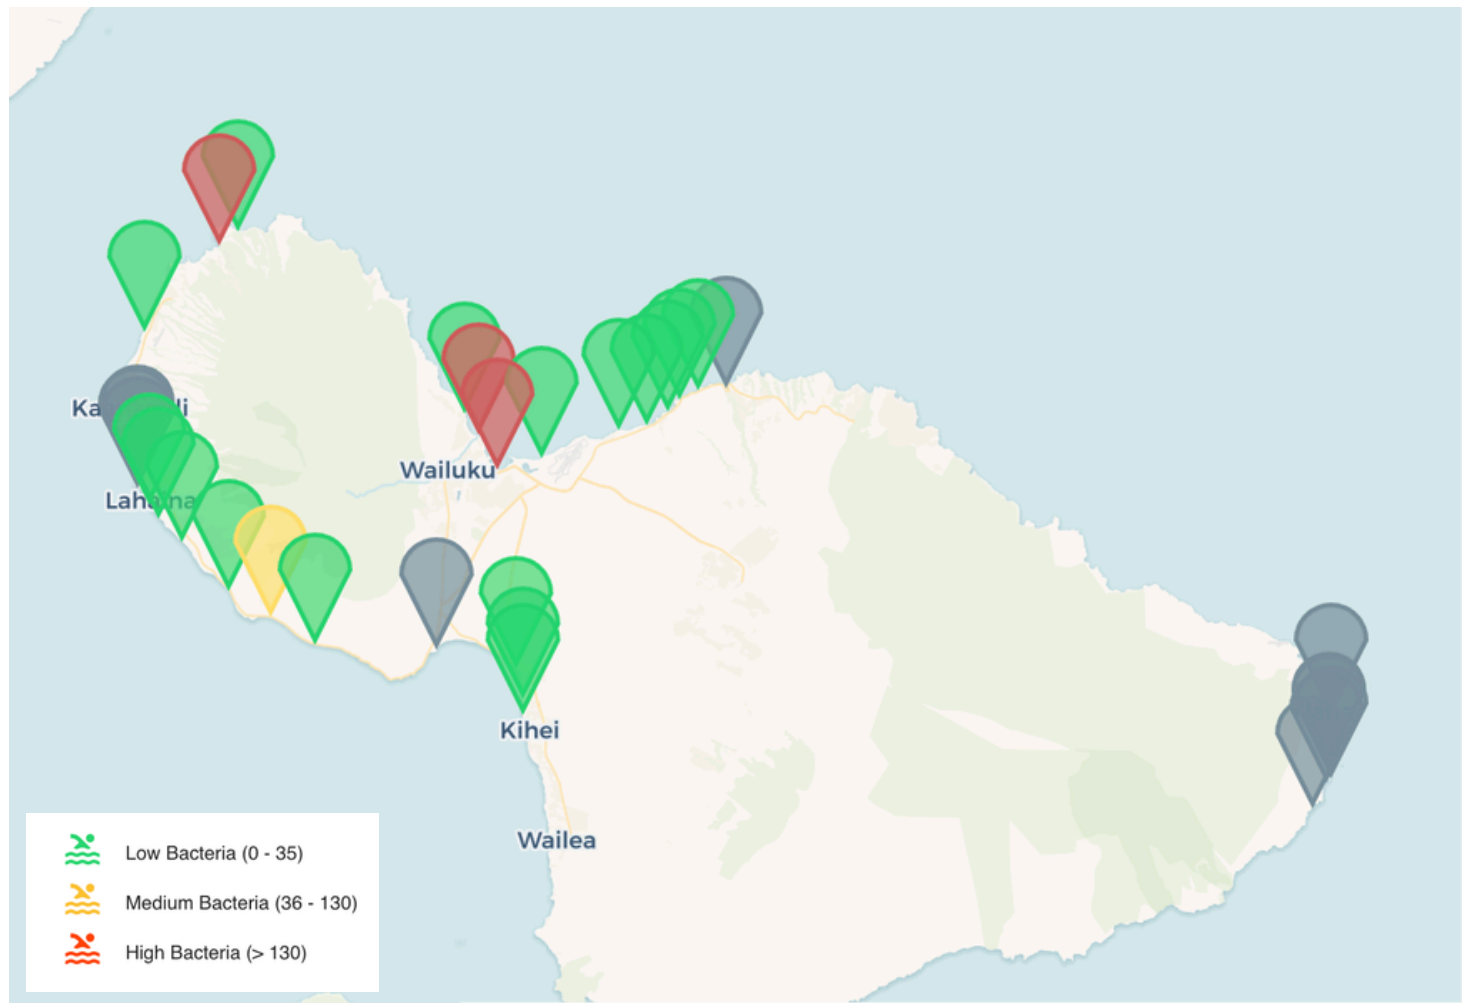 Wailuku
Kihei
Wailea
Low Bacteria (0 - 35)
Medium Bacteria (36 - 130)
High Bacteria (> 130)